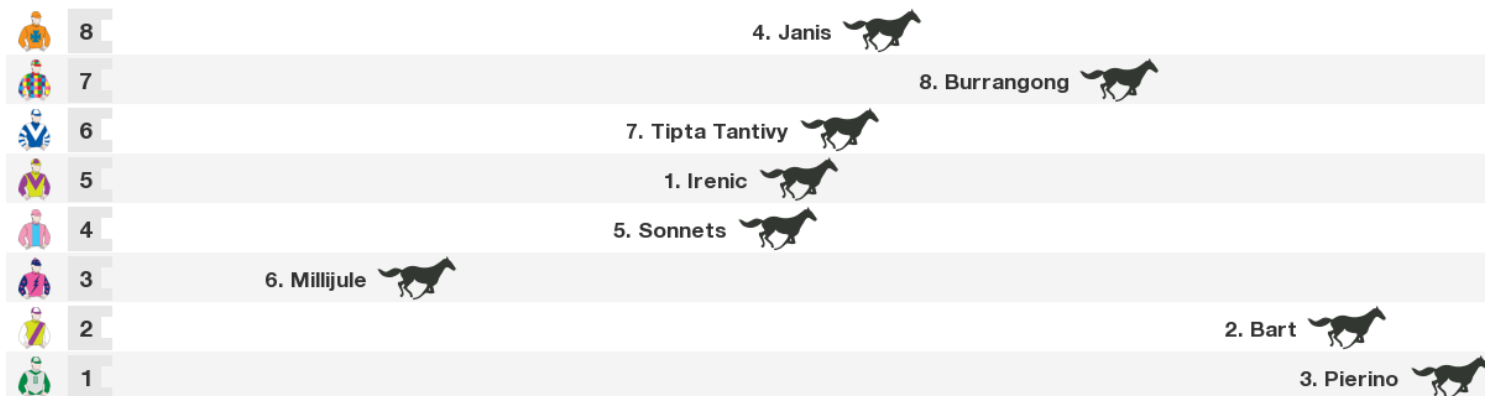 8 4. Janis
7 8. Burrangong
6 7. Tipta Tantivy
5 1. Irenic
4 5. Sonnets
3 6. Millijule
2 2. Bart
1 3. Pierino